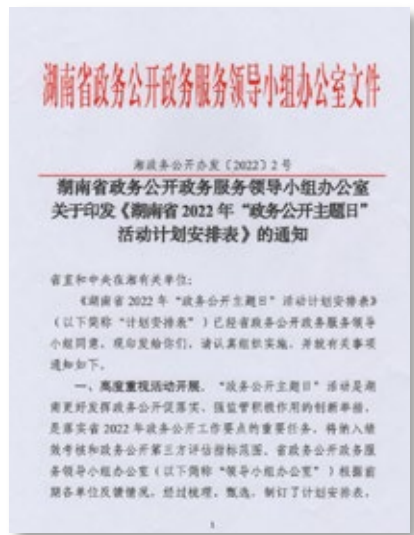 湖南省政务公开政务服务领导小组办公室文件
湘政务公开办发〔2022〕2号
湖南省政务公开政务服务领导小组办公室
关于印发《湖南省2022年“政务公开主题日”
活动计划安排表》的通知
省直和中央在湘有关单位：
《湖南省2022年“政务公开主题日”活动计划安排表》
（以下简称“计划安排表”）已经省政务公开政务服务领导
小组同意，现印发给你们，请认真组织实施，并就有关事项
通知如下。
一、高度重视活动开展。“政务公开主题日”活动是湖
南更好发挥政务公开促落实、强监管积极作用的创新举措，
是落实省2022年政务公开工作要点的重要任务，将纳入绩
效考核和政务公开第三方评估指标范围。省政务公开政务服
务领导小组办公室（以下简称“领导小组办公室”）根据前
期各单位反馈情况，经过梳理、甄选，制订了计划安排表。
1